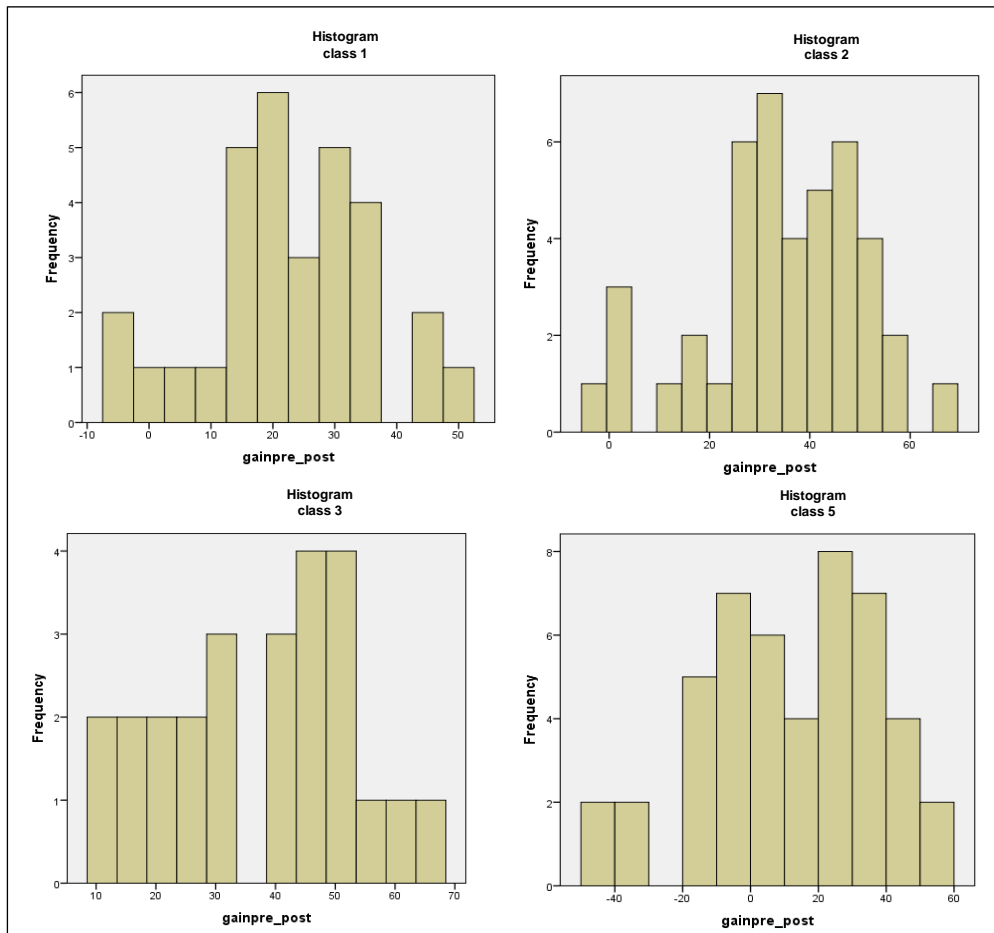 Histogram
class 1
6
5
4
3
2
1
0
Frequency
-10 0 10 20 30 40 50
gainpre_post
Histogram
class 2
6
4
2
0
Frequency
0 20 40 60
gainpre_post
Histogram
class 3
4
3
2
1
0
Frequency
10 20 30 40 50 60 70
gainpre_post
Histogram
class 5
8
6
4
2
0
Frequency
-40 -20 0 20 40 60
gainpre_post